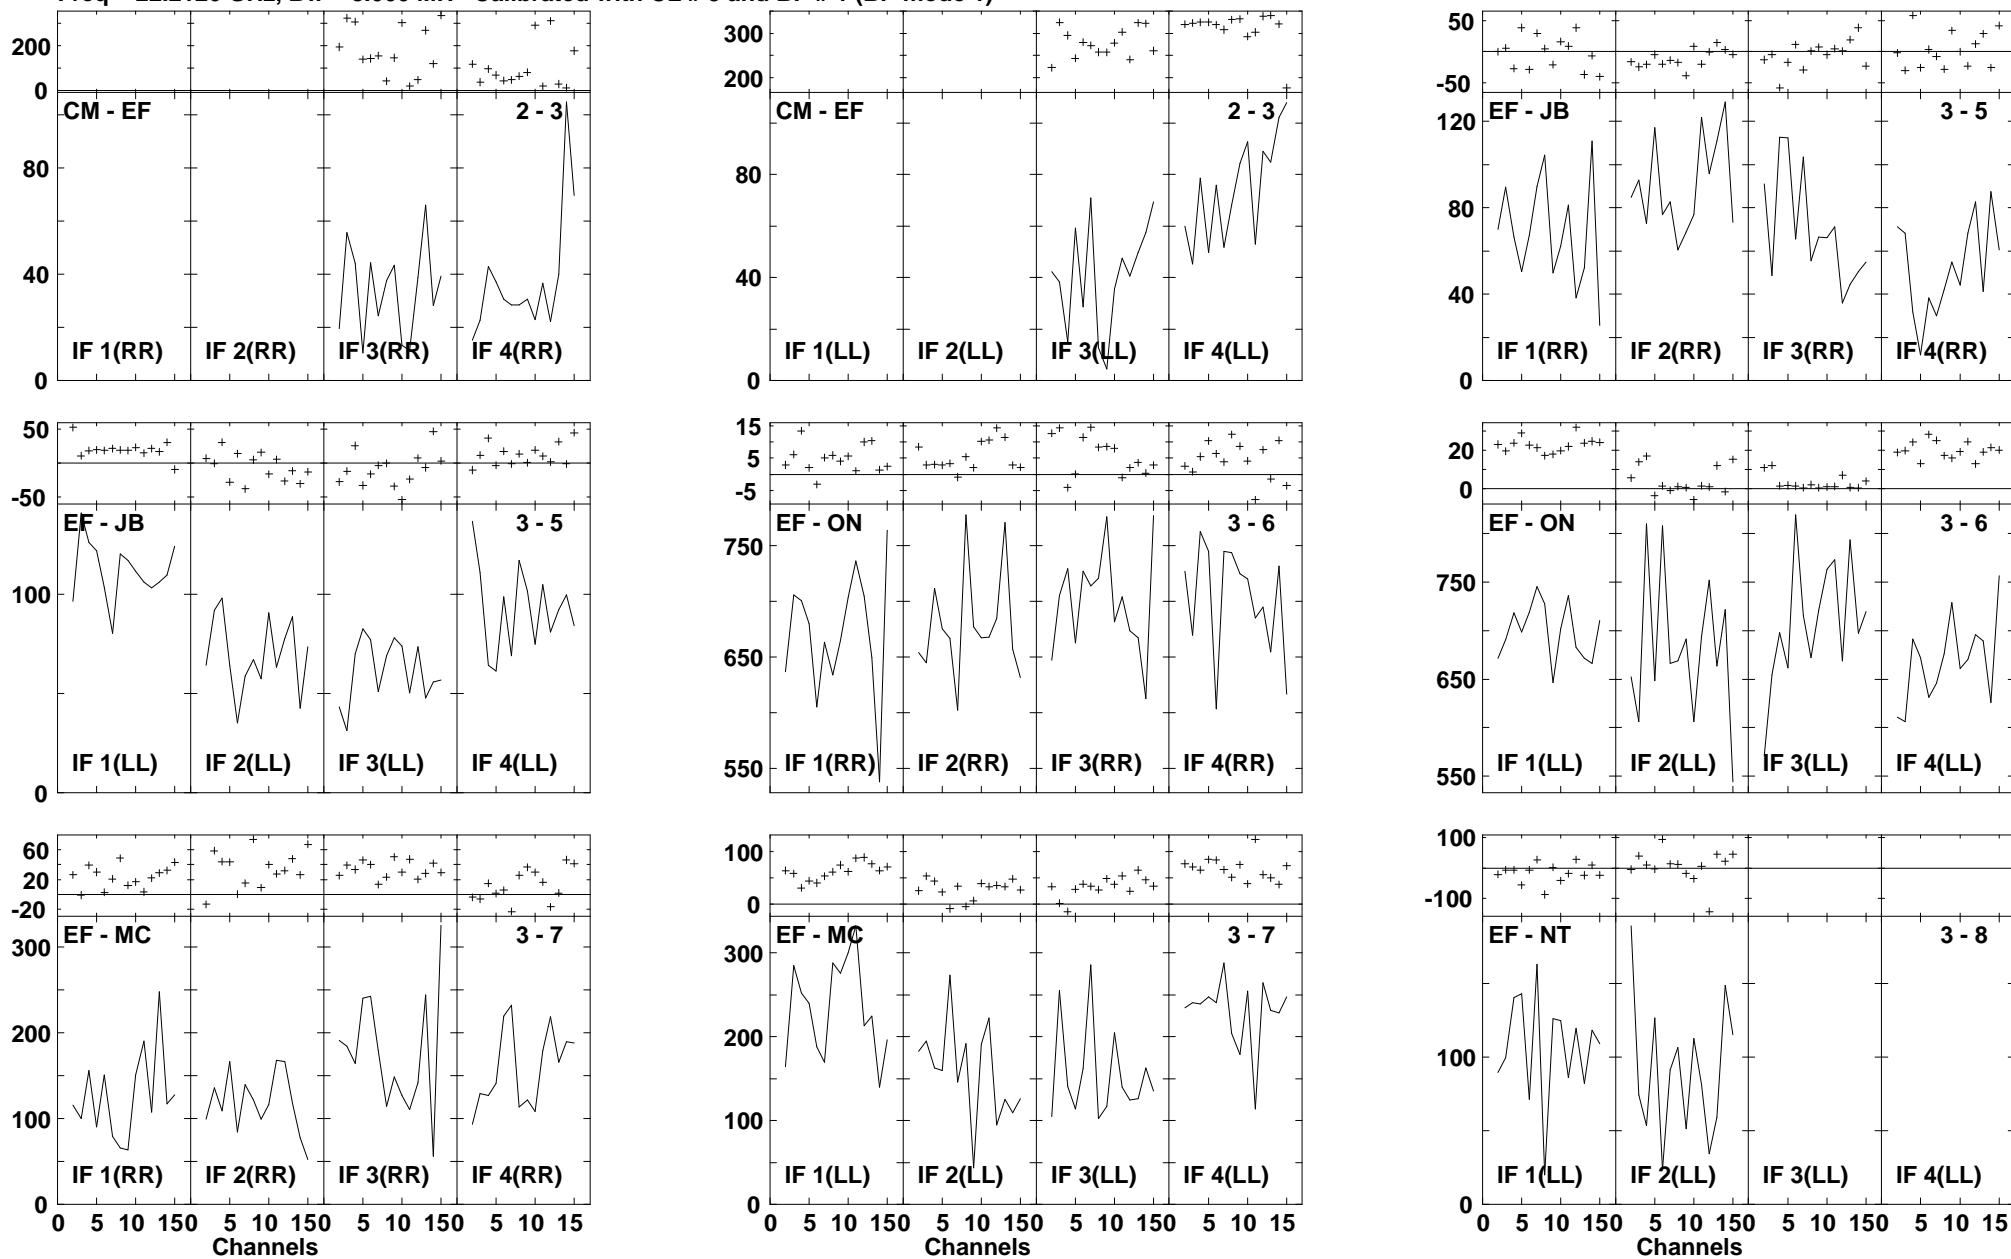 Freq = GHz, Bw = MH Calibrated with CL # and BP # (BP mode 1)
200
0
CM - EF 2 - 3
80
40
0
IF 1(RR) IF 2(RR) IF 3(RR) IF 4(RR)
300
200
CM - EF 2 - 3
80
40
0
IF 1(LL) IF 2(LL) IF 3(LL) IF 4(LL)
50
-50
EF - JB 3 - 5
120
80
40
0
IF 1(RR) IF 2(RR) IF 3(RR) IF 4(RR)
50
-50
EF - JB 3 - 5
100
0
IF 1(LL) IF 2(LL) IF 3(LL) IF 4(LL)
15
5
-5
EF - ON 3 - 6
750
650
550
IF 1(RR) IF 2(RR) IF 3(RR) IF 4(RR)
20
0
EF - ON 3 - 6
750
650
550
IF 1(LL) IF 2(LL) IF 3(LL) IF 4(LL)
60
20
-20
EF - MC 3 - 7
300
200
100
0
IF 1(RR) IF 2(RR) IF 3(RR) IF 4(RR)
0 5 10 15 0 5 10 15 0 5 10 15 0 5 10 15
Channels
100
0
EF - MC 3 - 7
300
200
100
0
IF 1(LL) IF 2(LL) IF 3(LL) IF 4(LL)
0 5 10 15 0 5 10 15 0 5 10 15 0 5 10 15
Channels
100
-100
EF - NT 3 - 8
100
0
IF 1(LL) IF 2(LL) IF 3(LL) IF 4(LL)
0 5 10 15 0 5 10 15 0 5 10 15 0 5 10 15
Channels